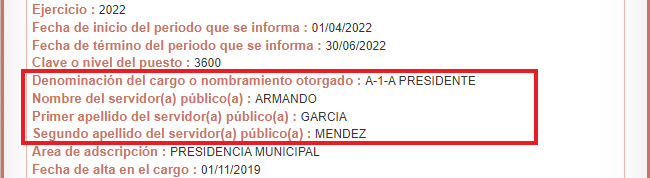 Ejercicio : 2022
Fecha de inicio del periodo que se informa : 01/04/2022
Fecha de término del periodo que se informa : 30/06/2022
Clave o nivel del puesto : 3600
Denominación del cargo o nombramiento otorgado : A-1-A PRESIDENTE
Nombre del servidor(a) público(a) : ARMANDO
Primer apellido del servidor(a) público(a) : GARCIA
Segundo apellido del servidor(a) público(a) : MENDEZ
Area de adscripción : PRESIDENCIA MUNICIPAL
Fecha de alta en el cargo : 01/11/2019